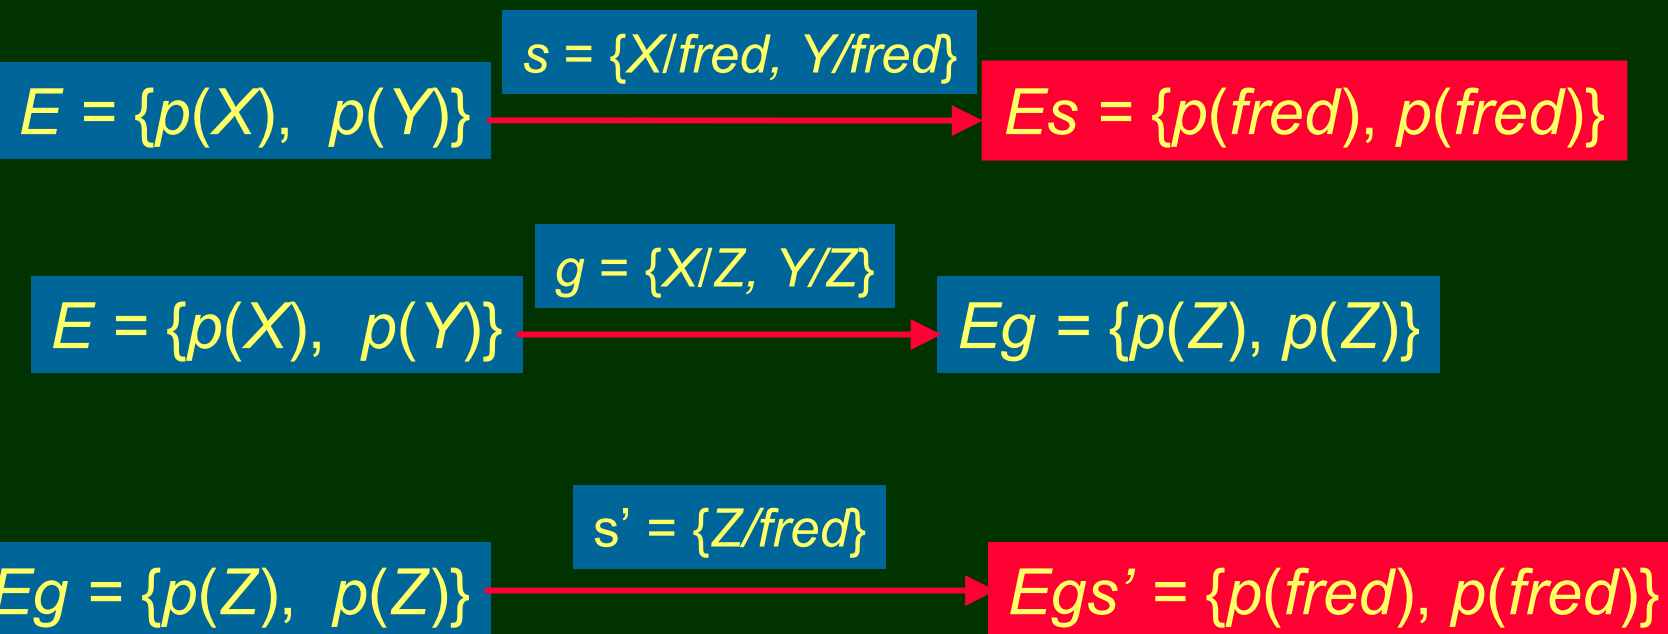 s = {X/fred, Y/fred}
E = {p(X), p(Y)}
Es = {p(fred), p(fred)}
g = {X/Z, Y/Z}
E = {p(X), p(Y)}
Eg = {p(Z), p(Z)}
s’ = {Z/fred}
Eg = {p(Z), p(Z)}
Egs’ = {p(fred), p(fred)}